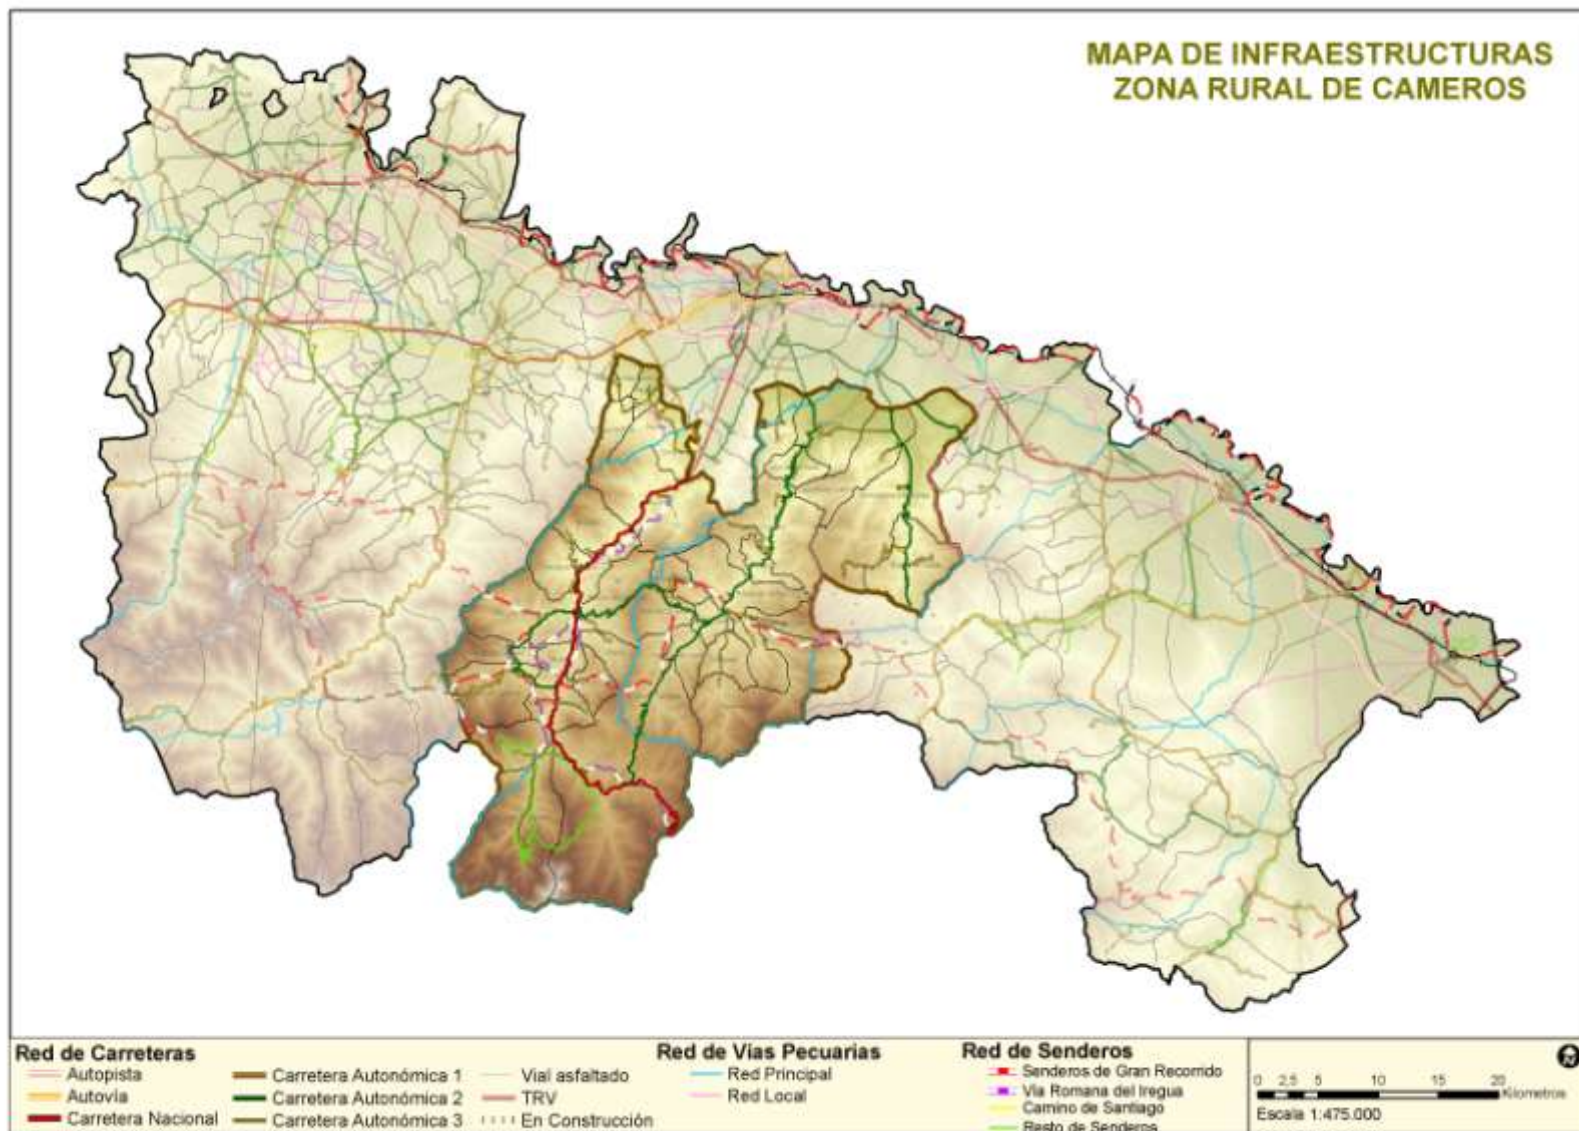 MAPA DE INFRAESTRUCTURAS
ZONA RURAL DE CAMEROS
Red de Carreteras
Autopista
Autovía
Carretera Nacional
Carretera Autonómica 1
Carretera Autonómica 2
Carretera Autonómica 3
Vial asfaltado
TRV
En Construcción
Red de Vías Pecuarias
Red Principal
Red Local
Red de Senderos
Senderos de Gran Recorrido
Vía Romana del Iregua
Camino de Santiago
Resto de Senderos
0 2,5 5 10 15 20
Kilometros
Escala 1:475.000